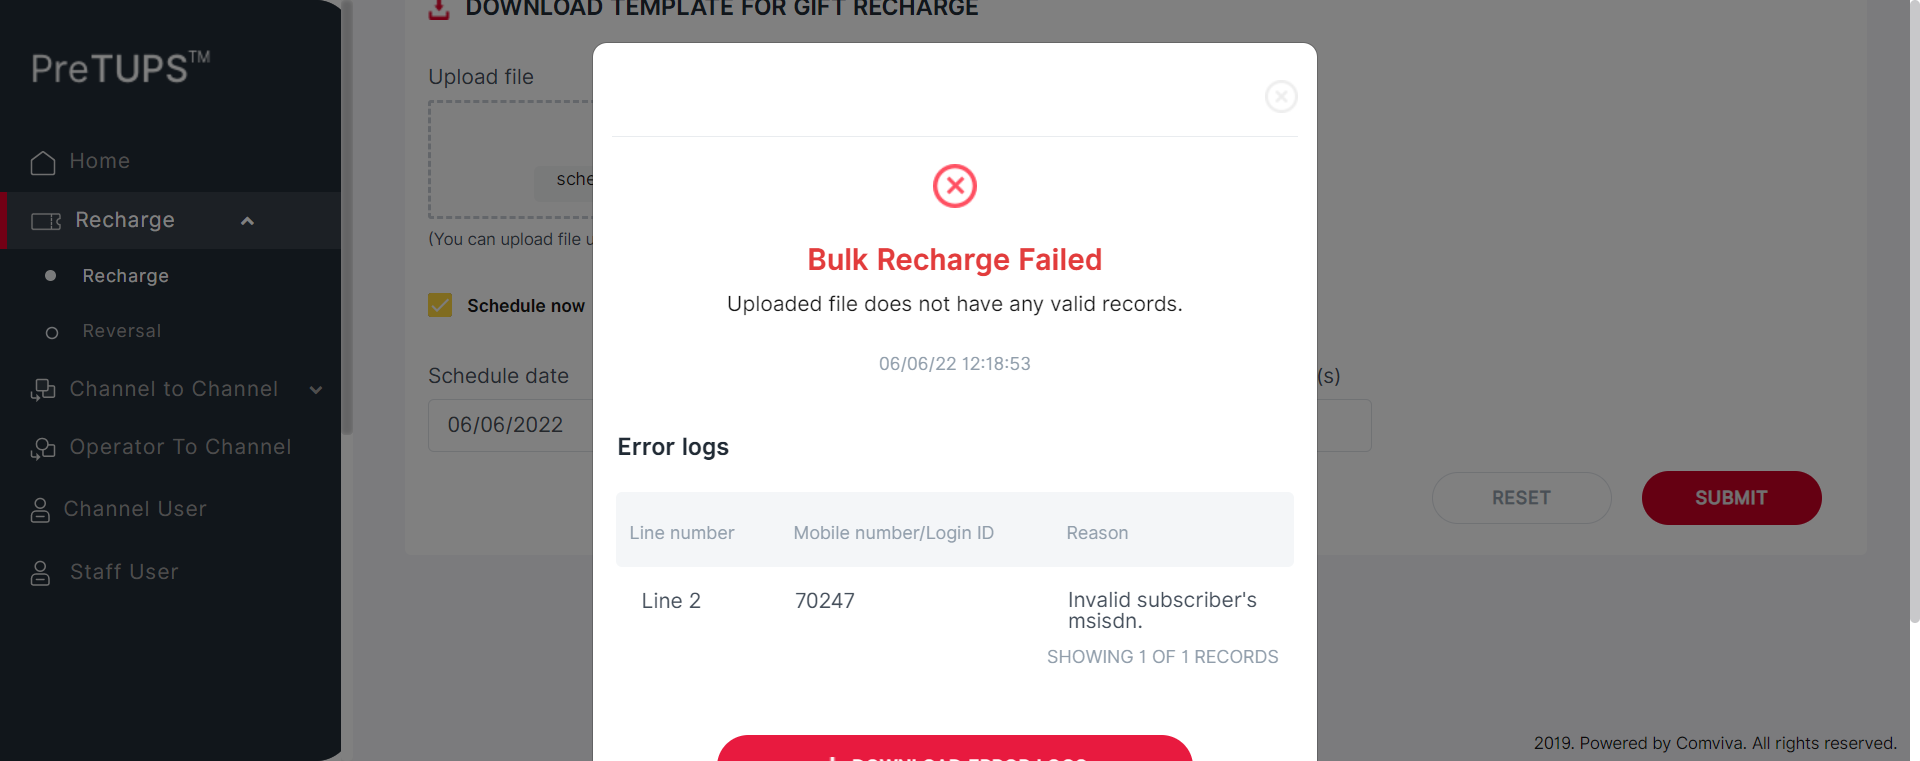 PreTUPS™
Home
Recharge
Recharge
Reversal
Channel to Channel
Operator To Channel
Channel User
Staff User
DOWNLOAD TEMPLATE FOR GIFT RECHARGE
Upload file
sche
(You can upload file u
Schedule now
Schedule date
(s)
06/06/2022
RESET
SUBMIT
Bulk Recharge Failed
Uploaded file does not have any valid records.
06/06/22 12:18:53
Error logs
Line number Mobile number/Login ID Reason
Line 2 70247 Invalid subscriber's
msisdn.
SHOWING 1 OF 1 RECORDS
DOWNLOAD ERROR LOGS
2019. Powered by Comviva. All rights reserved.